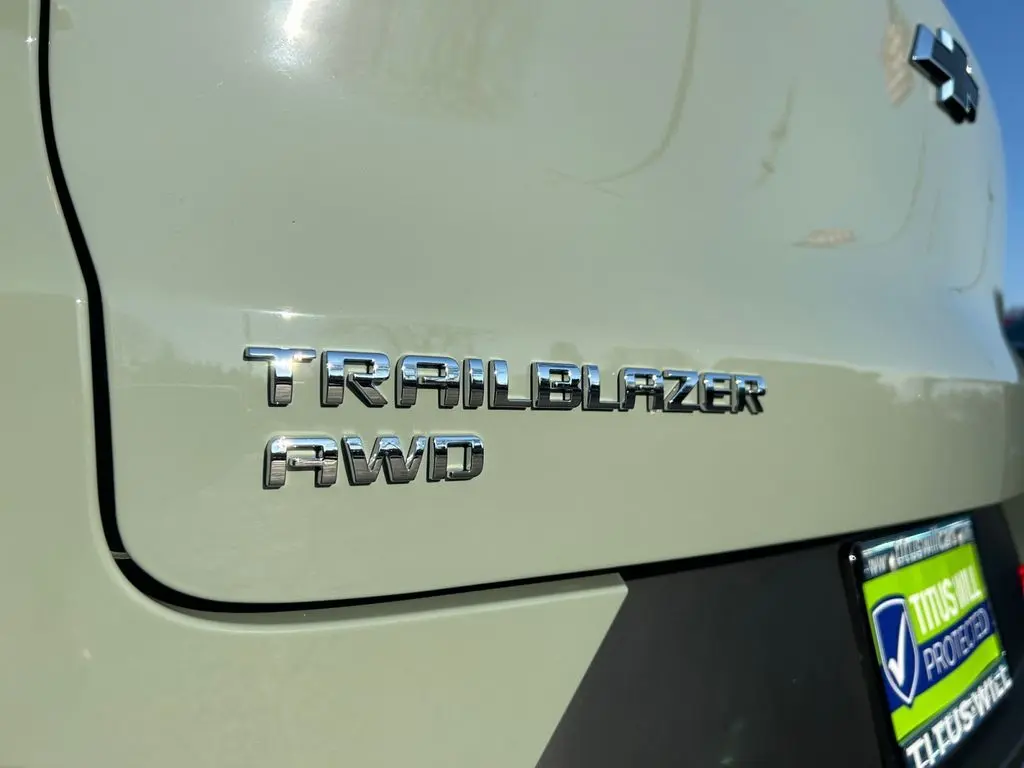 TRAILBLAZER
AWD
TITUS WILL
PROTECTED
TITUS-WILL